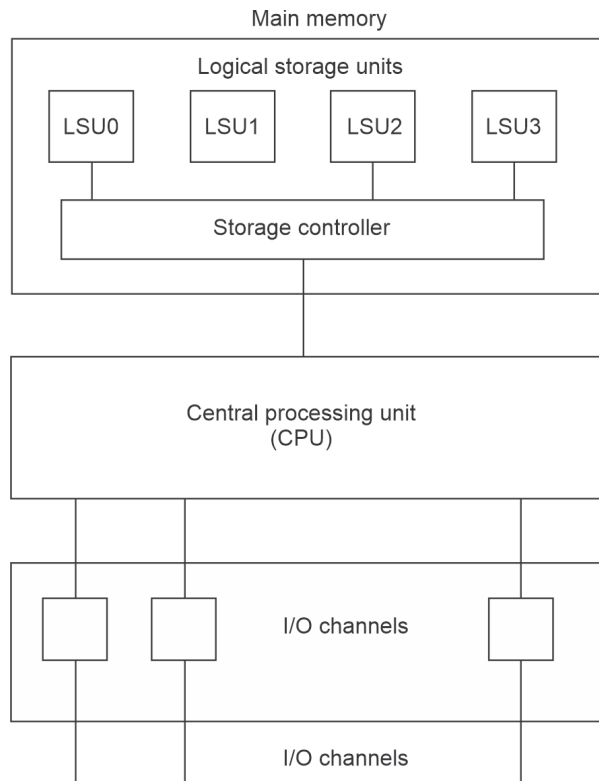 Main memory
Logical storage units
LSU0 LSU1 LSU2 LSU3
Storage controller
Central processing unit
(CPU)
I/O channels
I/O channels